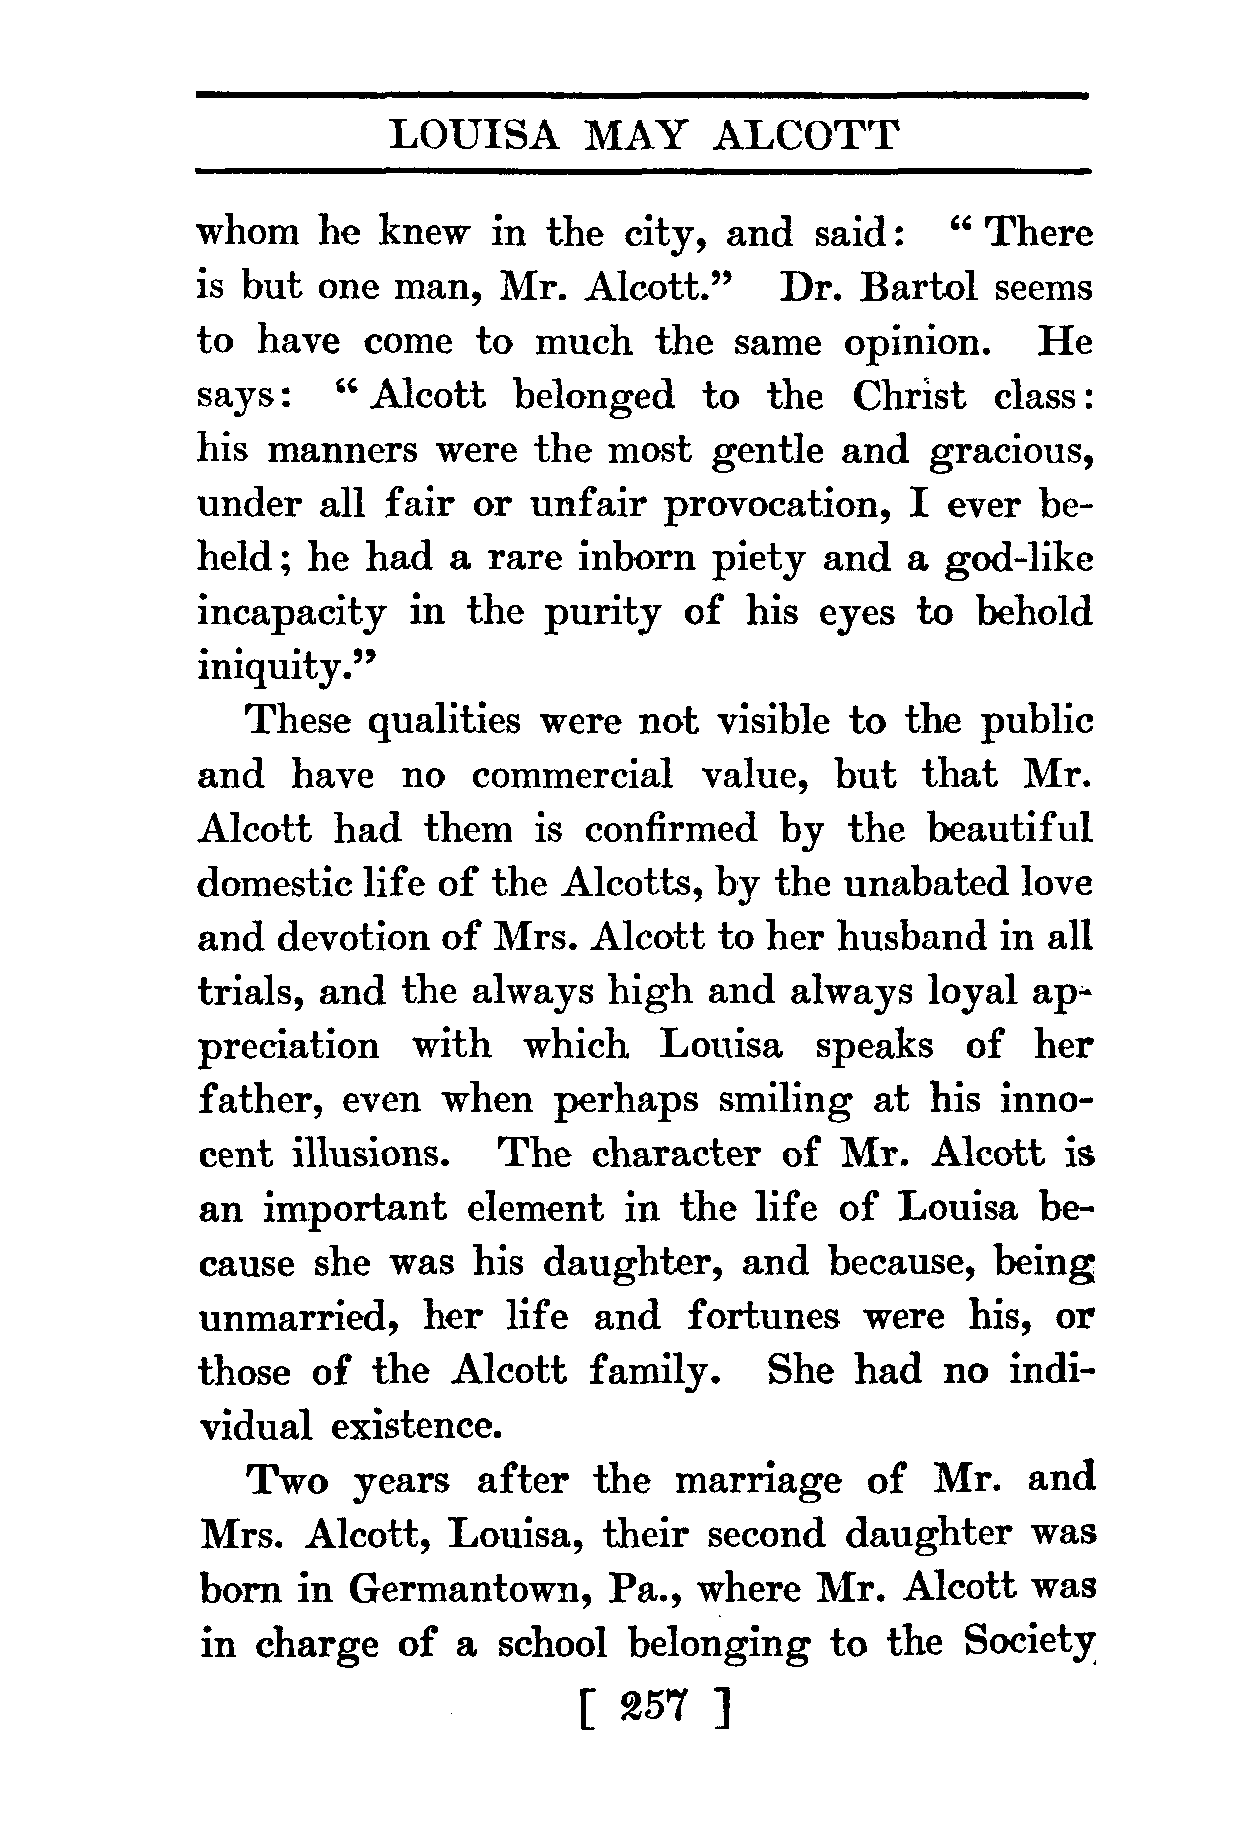 LOUISA MAY ALCOTT
whom he knew in the city, and said: “ There
is but one man, Mr. Alcott.” Dr. Bartol seems
to have come to much the same opinion. He
says: “ Alcott belonged to the Christ class:
his manners were the most gentle and gracious,
under all fair or unfair provocation, I ever be-
held; he had a rare inborn piety and a god-like
incapacity in the purity of his eyes to behold
iniquity.”
These qualities were not visible to the public
and have no commercial value, but that Mr.
Alcott had them is confirmed by the beautiful
domestic life of the Alcotts, by the unabated love
and devotion of Mrs. Alcott to her husband in all
trials, and the always high and always loyal ap-
preciation with which Louisa speaks of her
father, even when perhaps smiling at his inno-
cent illusions. The character of Mr. Alcott is
an important element in the life of Louisa be-
cause she was his daughter, and because, being
unmarried, her life and fortunes were his, or
those of the Alcott family. She had no indi-
vidual existence.
Two years after the marriage of Mr. and
Mrs. Alcott, Louisa, their second daughter was
born in Germantown, Pa., where Mr. Alcott was
in charge of a school belonging to the Society
[ 257 ]